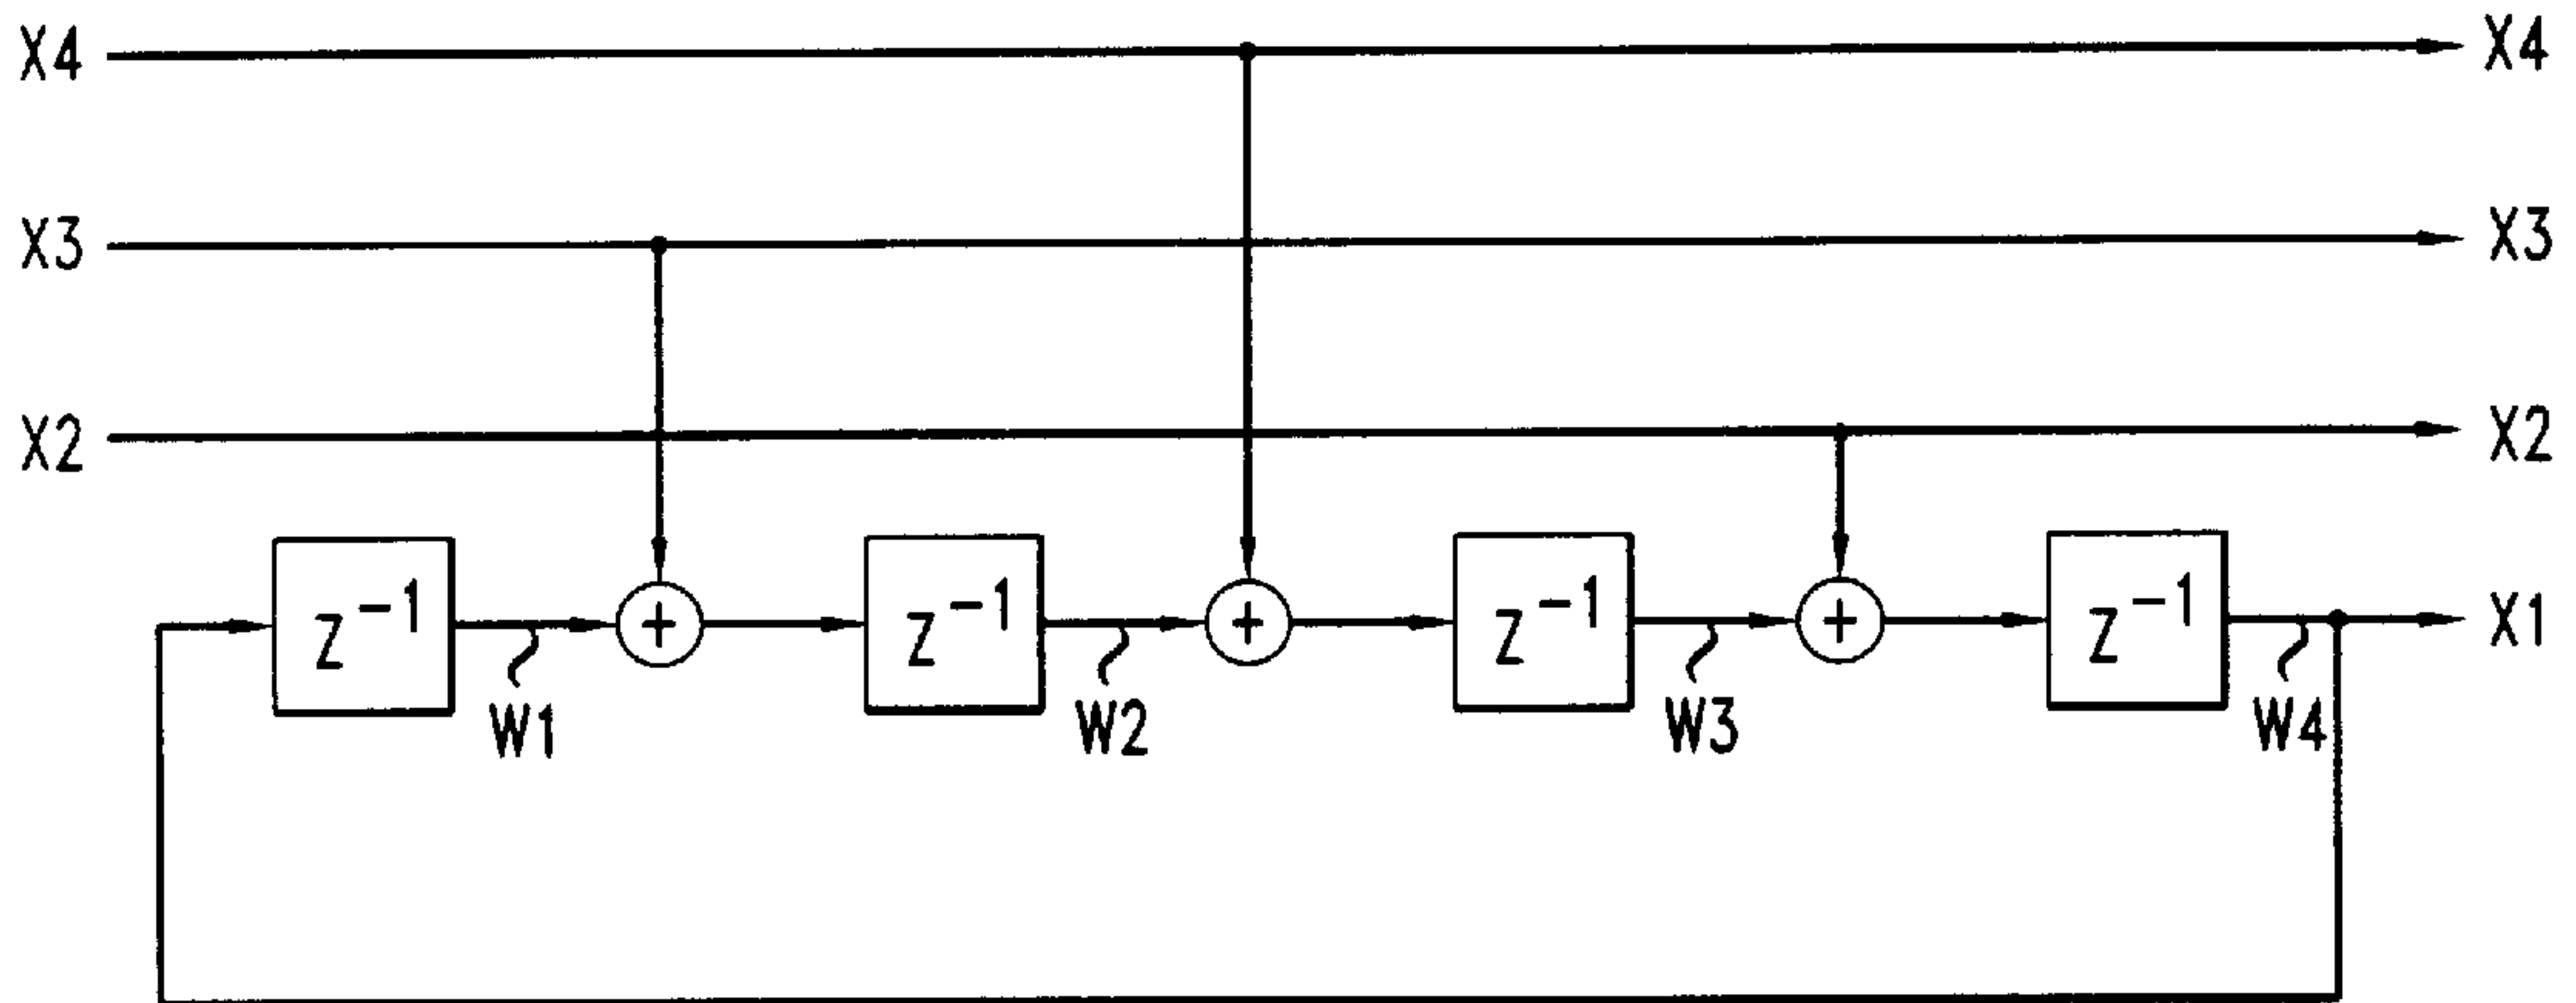 X4 X4
X3 X3
X2 X2
z⁻¹ + z⁻¹ + z⁻¹ + z⁻¹ X1
W1 W2 W3 W4